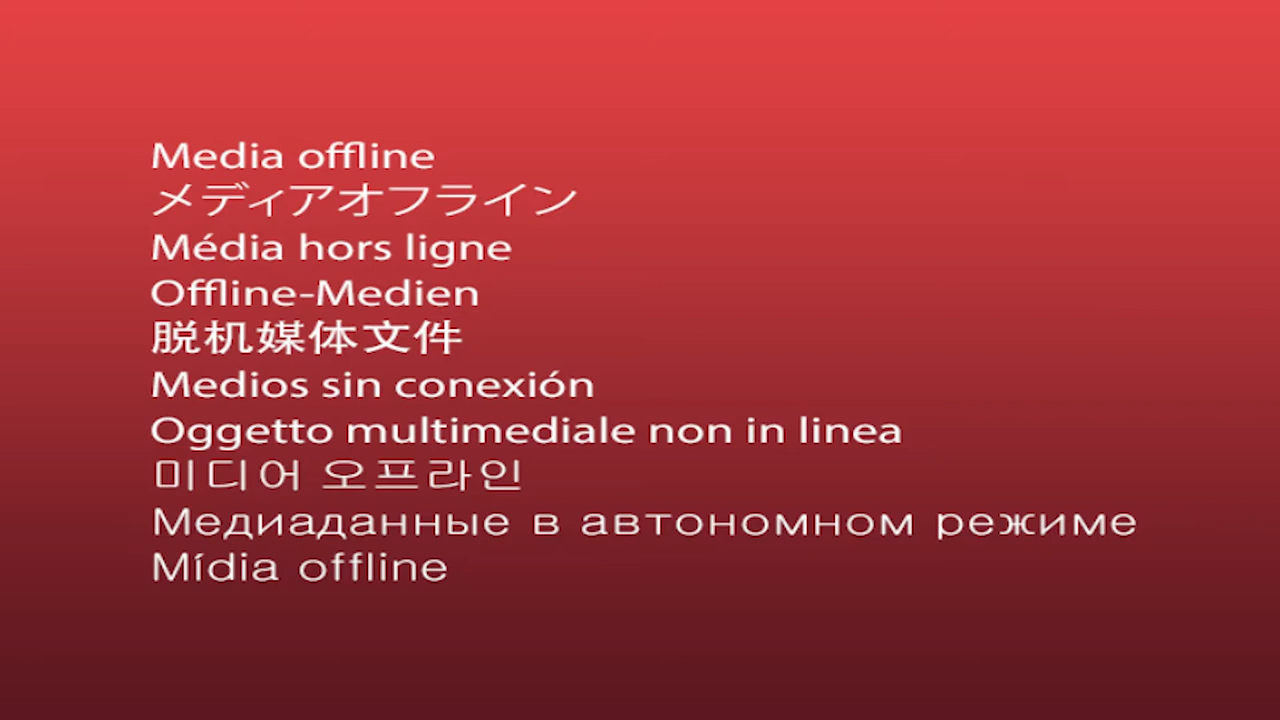 Media offline
メディアオフライン
Média hors ligne
Offline-Medien
脱机媒体文件
Medios sin conexión
Oggetto multimediale non in linea
미디어 오프라인
Медиаданные в автономном режиме
Mídia offline